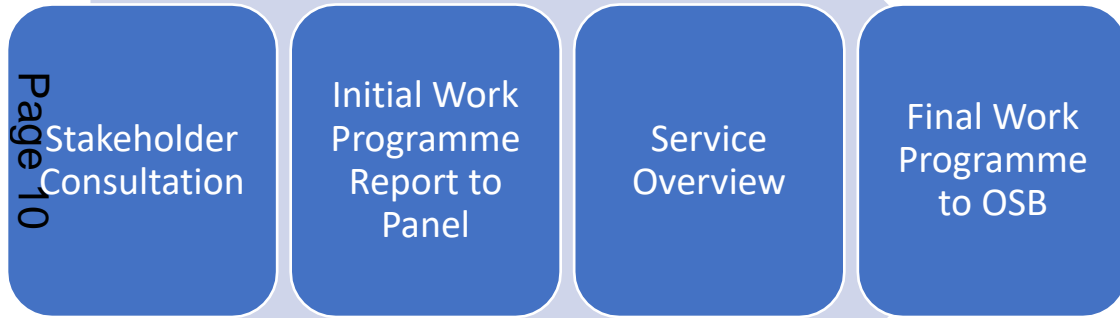 Page 10
Stakeholder
Consultation
Initial Work
Programme
Report to
Panel
Service
Overview
Final Work
Programme
to OSB